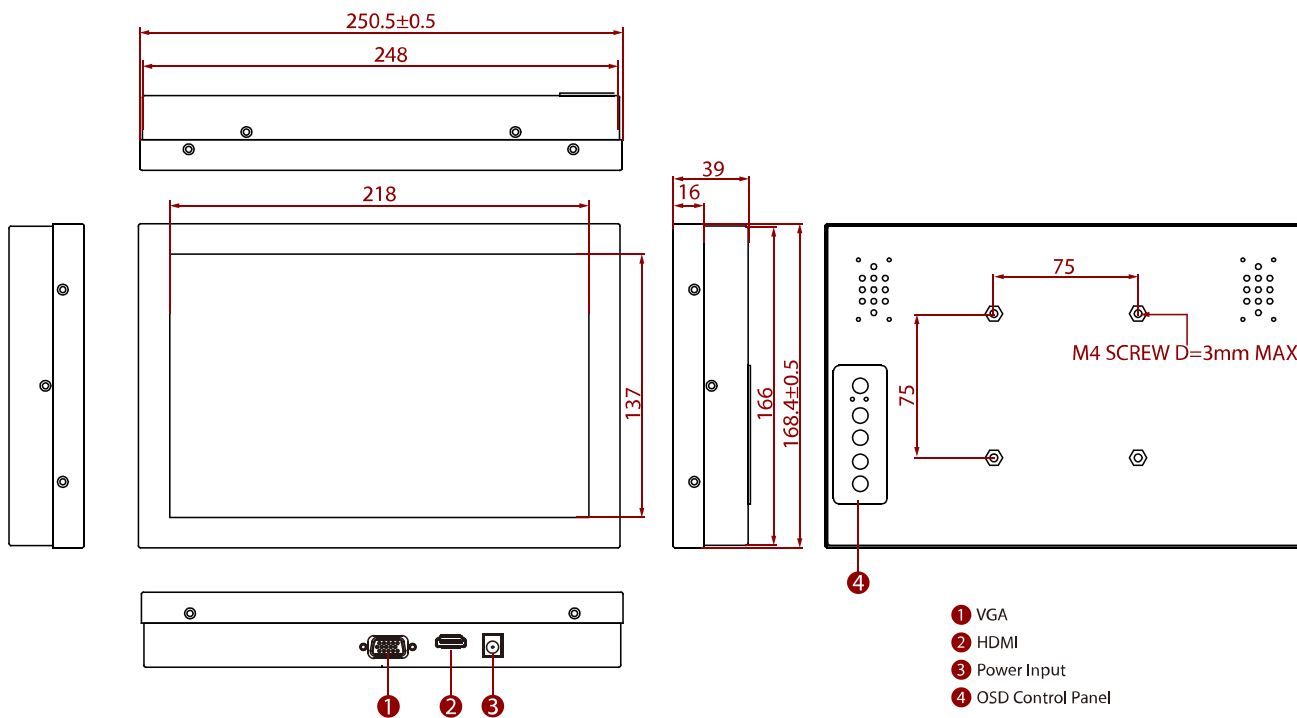 250.5±0.5
248
218
137
39
16
166
168.4±0.5
75
75
M4 SCREW D=3mm MAX
4
1 2 3
1 VGA
2 HDMI
3 Power Input
4 OSD Control Panel